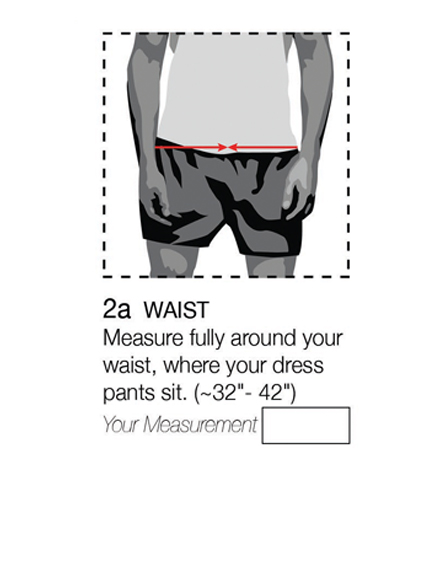 2a WAIST
Measure fully around your
waist, where your dress
pants sit. (~32"- 42")
Your Measurement